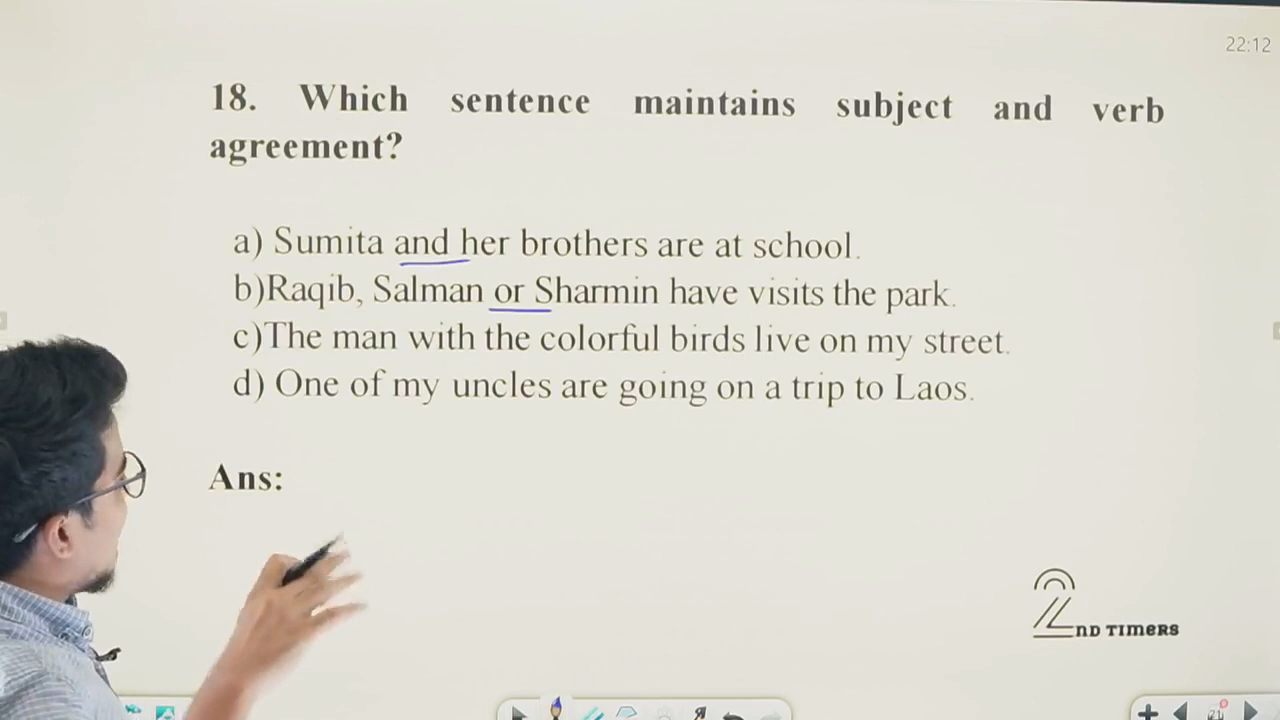 22:12
18. Which sentence maintains subject and verb
agreement?
a) Sumita and her brothers are at school.
b)Raqib, Salman or Sharmin have visits the park.
c)The man with the colorful birds live on my street.
d) One of my uncles are going on a trip to Laos.
Ans:
2ND TIMERS
21